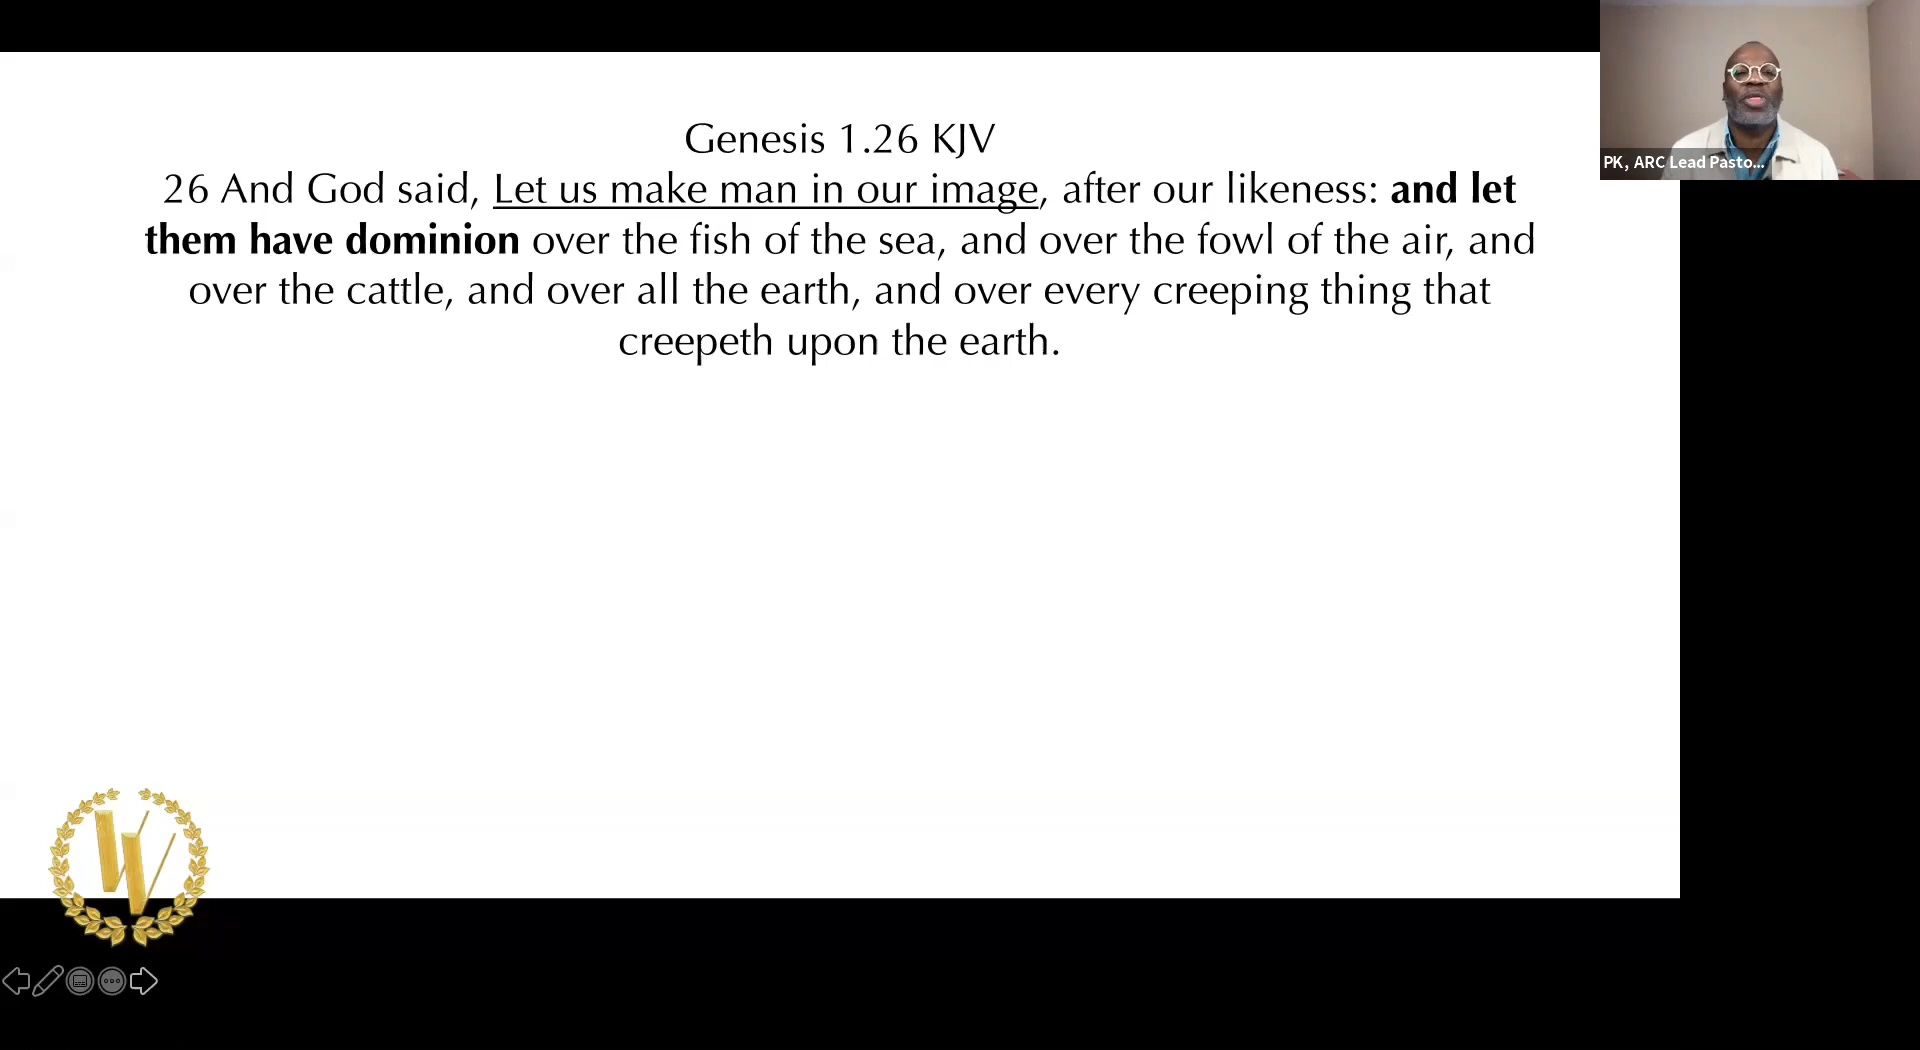 Genesis 1.26 KJV
26 And God said, Let us make man in our image, after our likeness: and let
them have dominion over the fish of the sea, and over the fowl of the air, and
over the cattle, and over all the earth, and over every creeping thing that
creepeth upon the earth.
PK, ARC Lead Pasto...